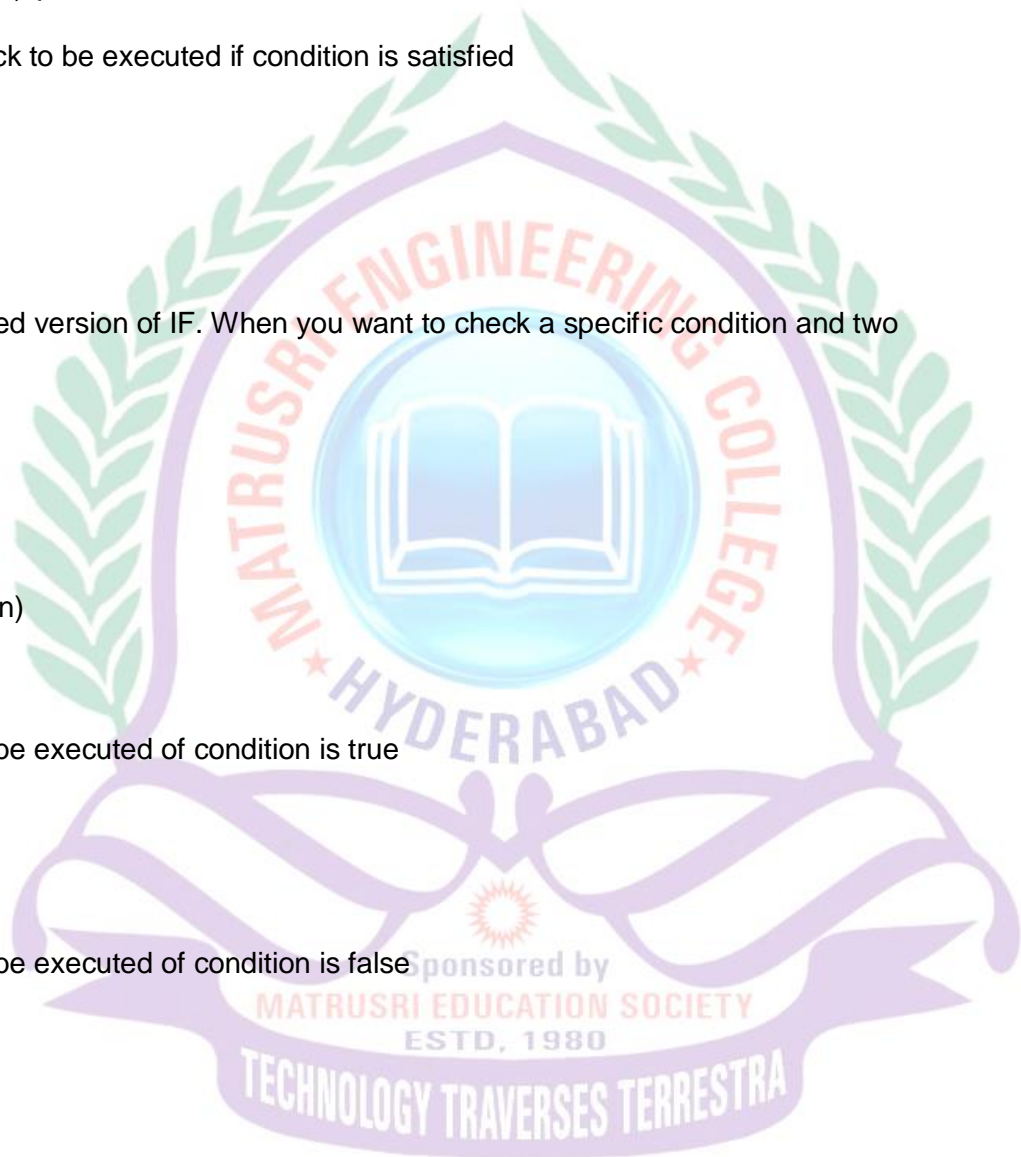 ck to be executed if condition is satisfied
MATRUSRI ENGINEERING COLLEGE
ed version of IF. When you want to check a specific condition and two
n)
★ HYDERABAD ★
be executed of condition is true
be executed of condition is false
Sponsored by
MATRUSRI EDUCATION SOCIETY
ESTD. 1980
TECHNOLOGY TRAVERSES TERRESTRA